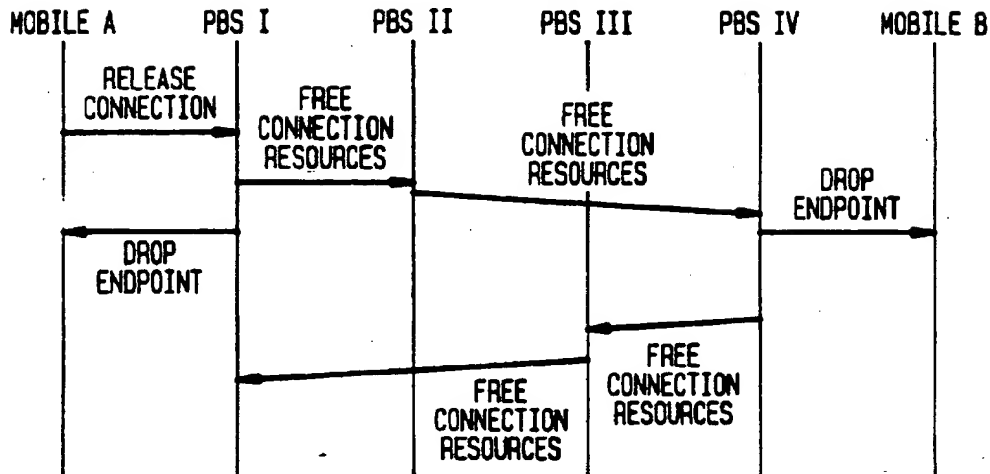 MOBILE A PBS I PBS II PBS III PBS IV MOBILE B
RELEASE
CONNECTION
FREE
CONNECTION
RESOURCES
FREE
CONNECTION
RESOURCES
DROP
ENDPOINT
DROP
ENDPOINT
FREE
CONNECTION
RESOURCES
FREE
CONNECTION
RESOURCES